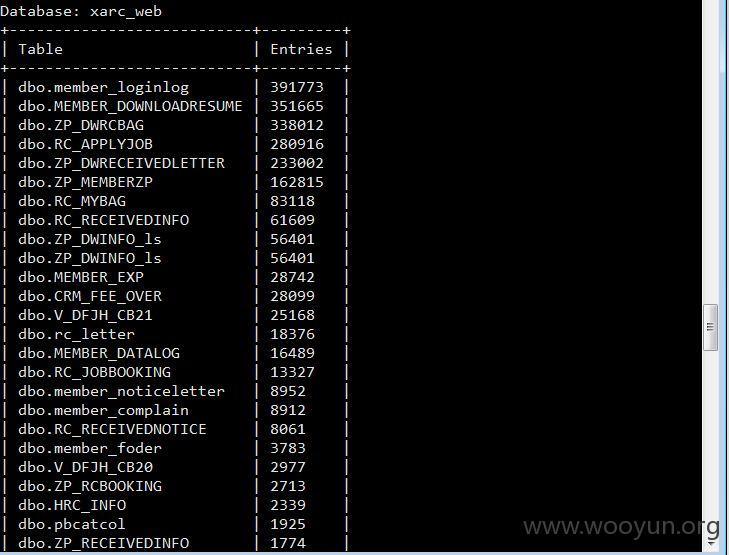 Database: xarc_web
+--------------------------+---------+
| Table | Entries |
+--------------------------+---------+
| dbo.member_loginlog | 391773 |
| dbo.MEMBER_DOWNLOADRESUME | 351665 |
| dbo.ZP_DWRCBAG | 338012 |
| dbo.RC_APPLYJOB | 280916 |
| dbo.ZP_DWRECEIVEDLETTER | 233002 |
| dbo.ZP_MEMBERZP | 162815 |
| dbo.RC_MYBAG | 83118 |
| dbo.RC_RECEIVEDINFO | 61609 |
| dbo.ZP_DWINFO_ls | 56401 |
| dbo.ZP_DWINFO_ls | 56401 |
| dbo.MEMBER_EXP | 28742 |
| dbo.CRM_FEE_OVER | 28099 |
| dbo.V_DFJH_CB21 | 25168 |
| dbo.rc_letter | 18376 |
| dbo.MEMBER_DATALOG | 16489 |
| dbo.RC_JOBBOOKING | 13327 |
| dbo.member_noticeletter | 8952 |
| dbo.member_complain | 8912 |
| dbo.RC_RECEIVEDNOTICE | 8061 |
| dbo.member_foder | 3783 |
| dbo.V_DFJH_CB20 | 2977 |
| dbo.ZP_RCBOOKING | 2713 |
| dbo.HRC_INFO | 2339 |
| dbo.pbcatcol | 1925 |
| dbo.ZP_RECEIVEDINFO | 1774 |
www.wooyun.org